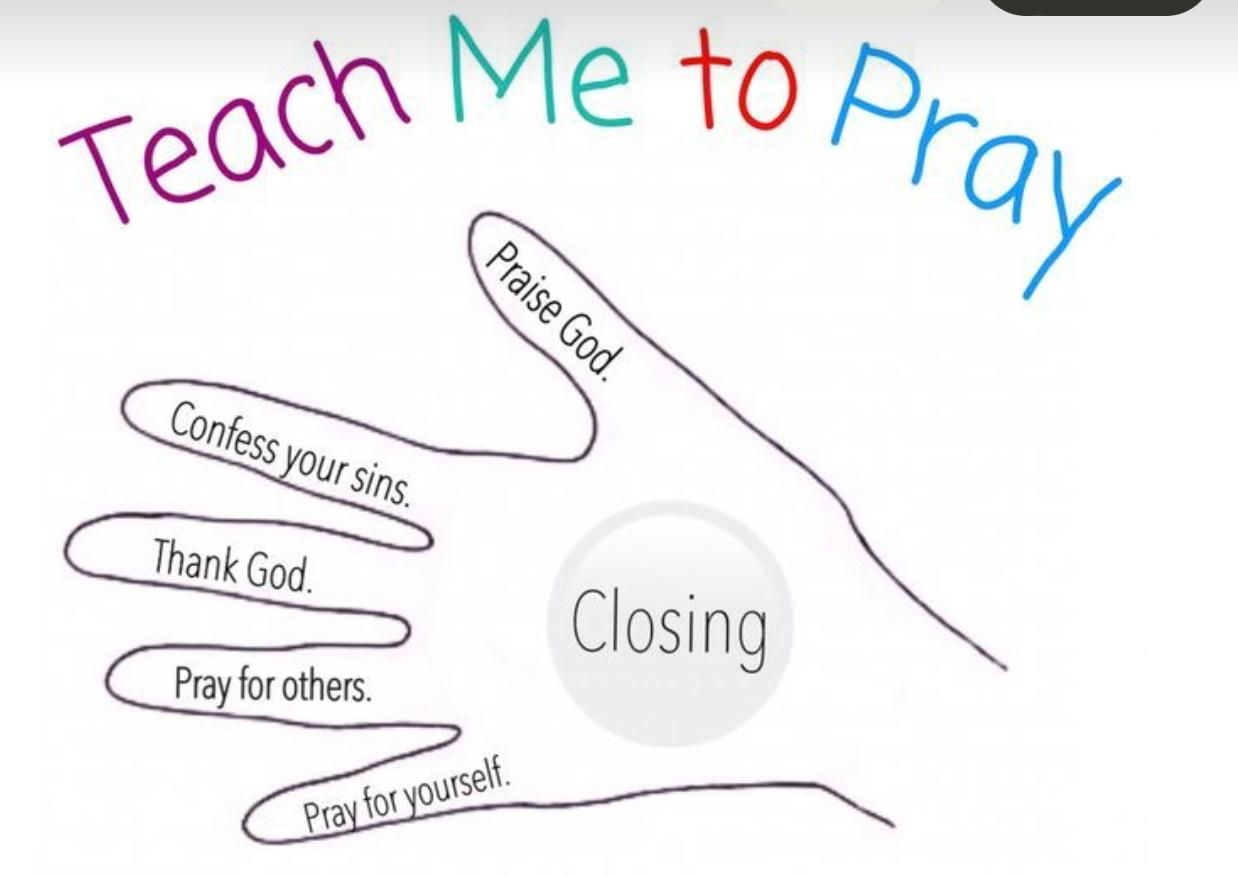 Teach Me to Pray
Praise God.
Confess your sins.
Thank God.
Pray for others.
Pray for yourself.
Closing